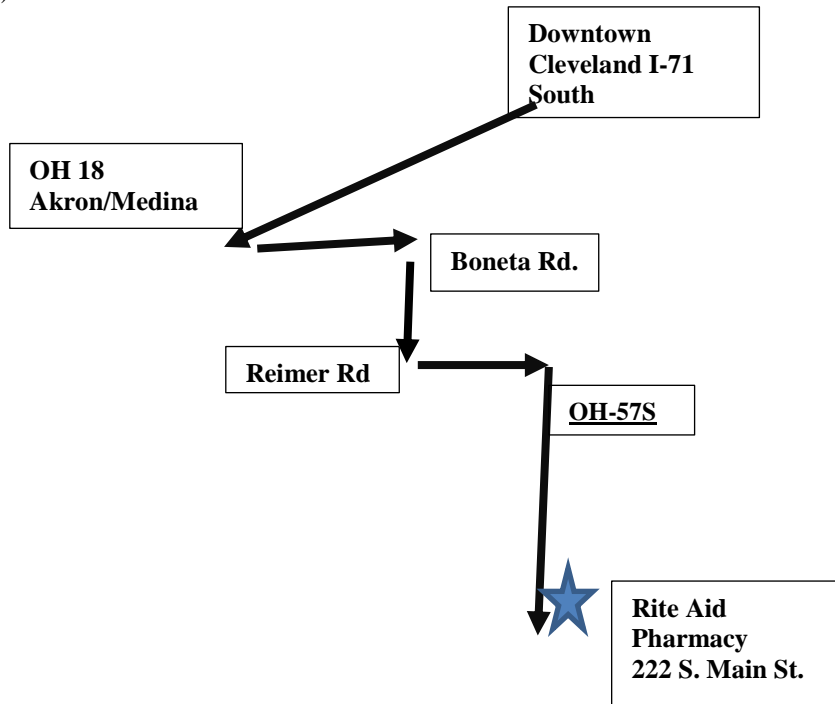 Downtown
Cleveland I-71
South
OH 18
Akron/Medina
Boneta Rd.
Reimer Rd
OH-57S
Rite Aid
Pharmacy
222 S. Main St.